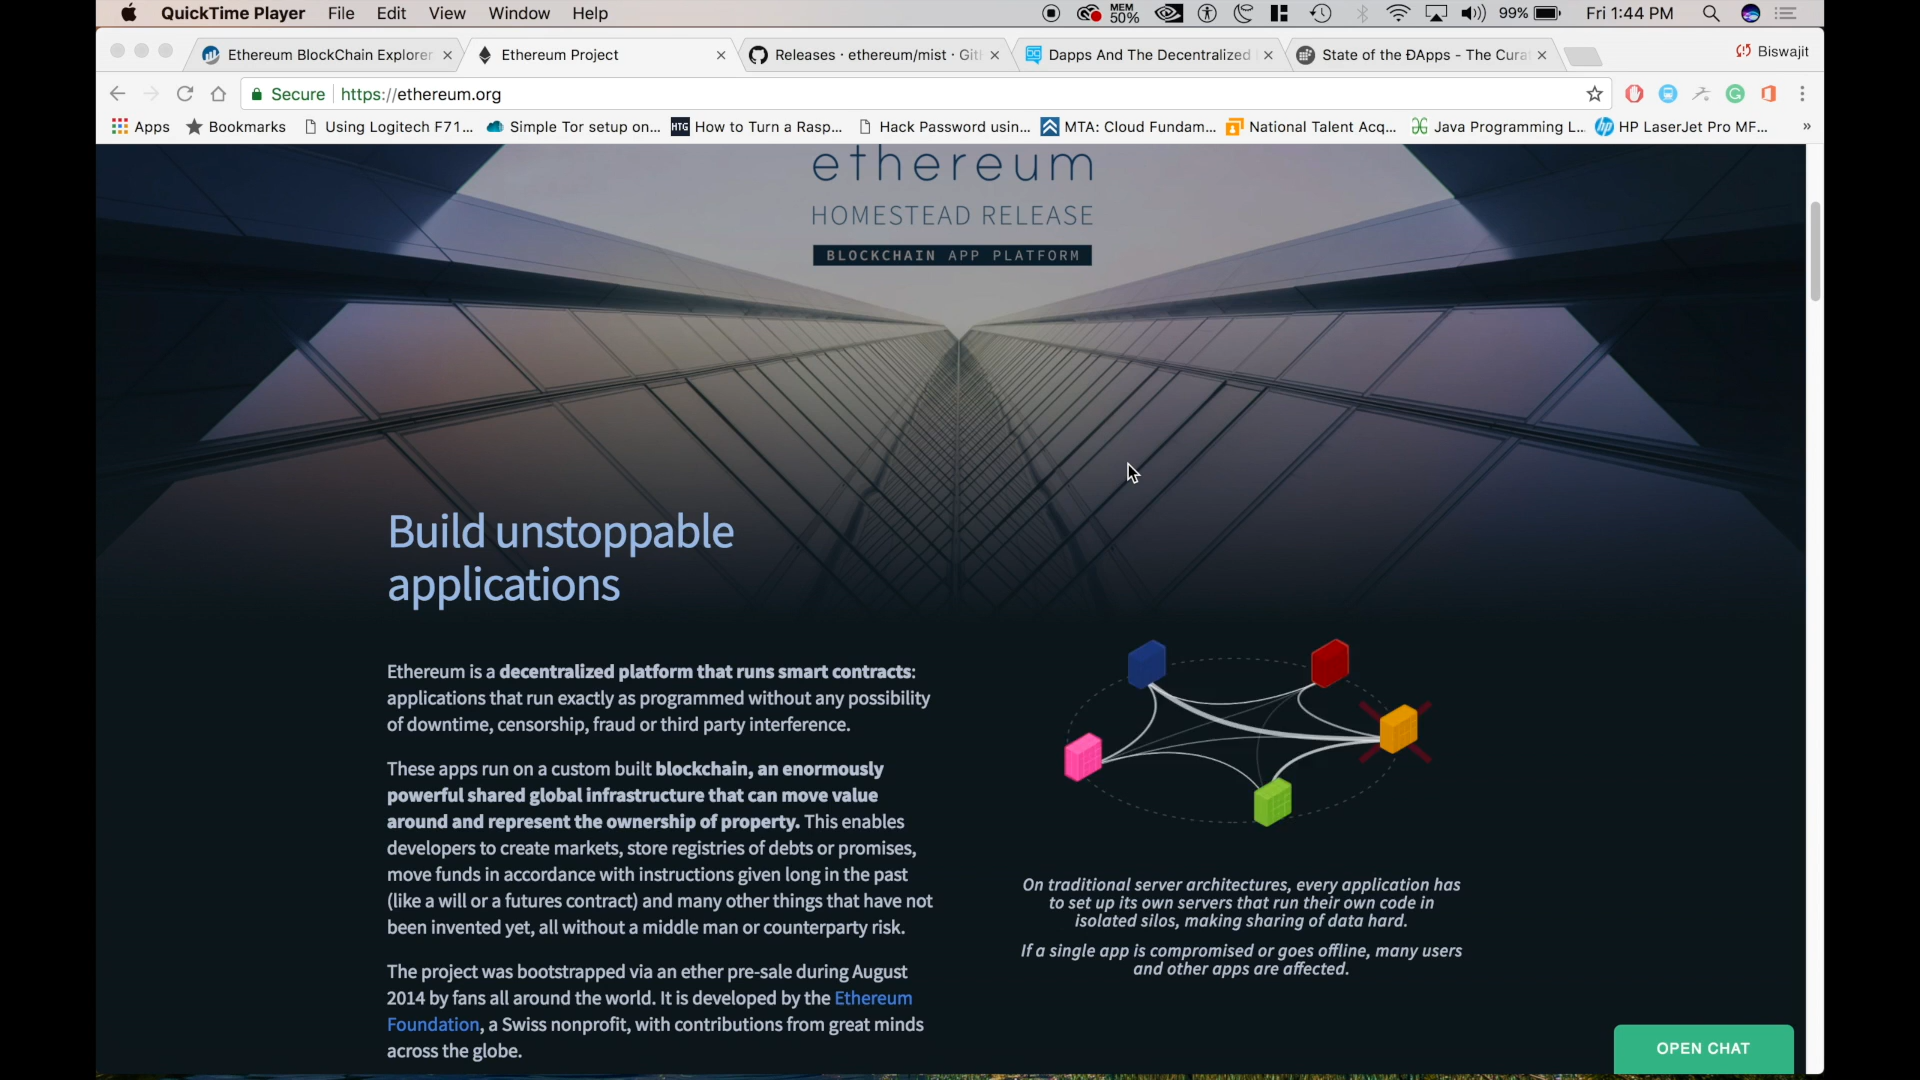 QuickTime Player File Edit View Window Help MEM 50% 99% Fri 1:44 PM
Ethereum BlockChain Explorer Ethereum Project Releases · ethereum/mist · Git Dapps And The Decentralized State of the ÐApps - The Cura Biswajit
Secure https://ethereum.org
Apps Bookmarks Using Logitech F71... Simple Tor setup on... HTG How to Turn a Rasp... Hack Password usin... MTA: Cloud Fundam... National Talent Acq... Java Programming L... hp HP LaserJet Pro MF... »
ethereum
HOMESTEAD RELEASE
BLOCKCHAIN APP PLATFORM
Build unstoppable
applications
Ethereum is a decentralized platform that runs smart contracts:
applications that run exactly as programmed without any possibility
of downtime, censorship, fraud or third party interference.
These apps run on a custom built blockchain, an enormously
powerful shared global infrastructure that can move value
around and represent the ownership of property. This enables
developers to create markets, store registries of debts or promises,
move funds in accordance with instructions given long in the past
(like a will or a futures contract) and many other things that have not
been invented yet, all without a middle man or counterparty risk.
The project was bootstrapped via an ether pre-sale during August
2014 by fans all around the world. It is developed by the Ethereum
Foundation, a Swiss nonprofit, with contributions from great minds
across the globe.
On traditional server architectures, every application has
to set up its own servers that run their own code in
isolated silos, making sharing of data hard.
If a single app is compromised or goes offline, many users
and other apps are affected.
OPEN CHAT